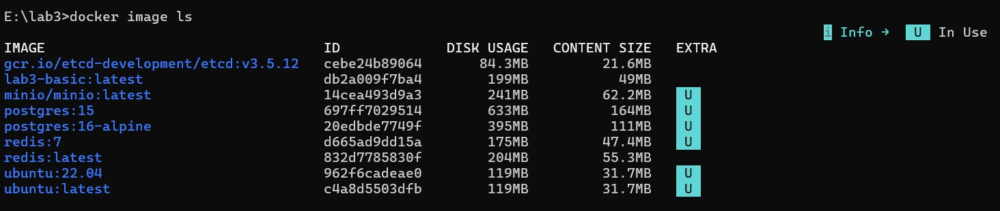 E:\lab3>docker image ls
i Info → U In Use
IMAGE ID DISK USAGE CONTENT SIZE EXTRA
gcr.io/etcd-development/etcd:v3.5.12 cebe24b89064 84.3MB 21.6MB
lab3-basic:latest db2a009f7ba4 199MB 49MB
minio/minio:latest 14cea493d9a3 241MB 62.2MB U
postgres:15 697ff7029514 633MB 164MB U
postgres:16-alpine 20edbde7749f 395MB 111MB U
redis:7 d665ad9dd15a 175MB 47.4MB U
redis:latest 832d7785830f 204MB 55.3MB
ubuntu:22.04 962f6cadeae0 119MB 31.7MB U
ubuntu:latest c4a8d5503dfb 119MB 31.7MB U